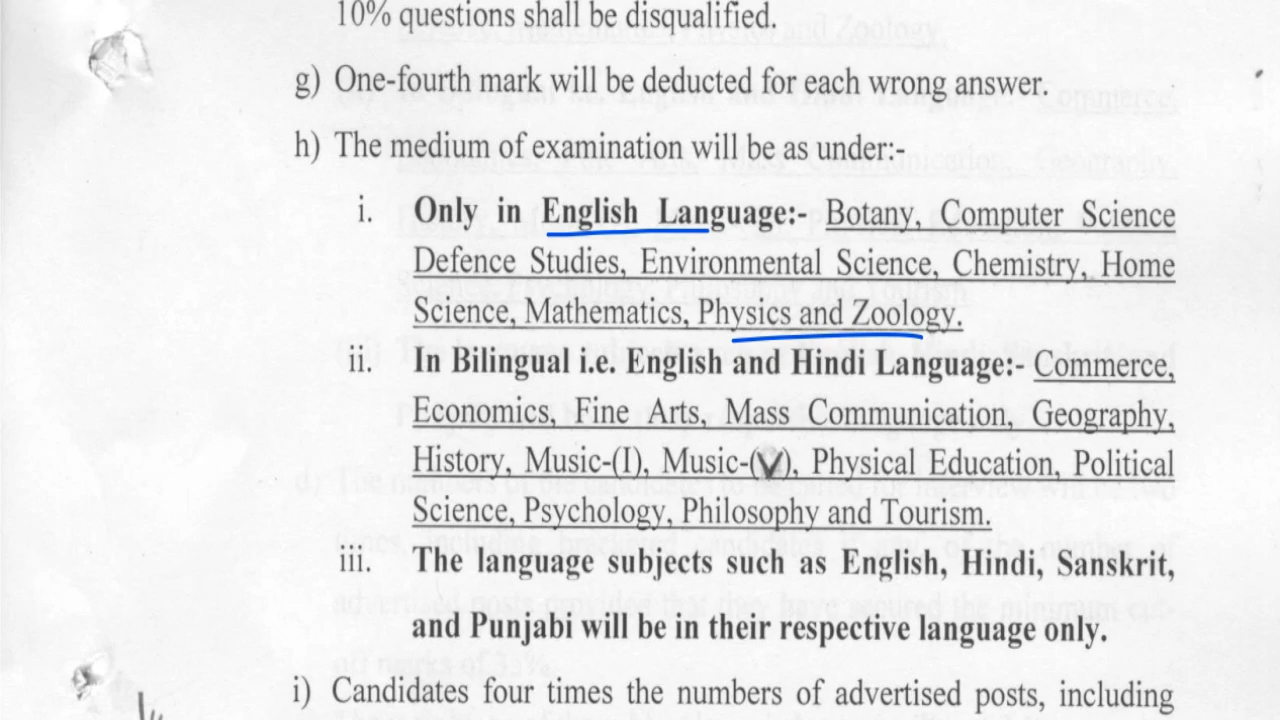 10% questions shall be disqualified.
g) One-fourth mark will be deducted for each wrong answer.
h) The medium of examination will be as under:-
i. Only in English Language:- Botany, Computer Science
Defence Studies, Environmental Science, Chemistry, Home
Science, Mathematics, Physics and Zoology.
ii. In Bilingual i.e. English and Hindi Language:- Commerce,
Economics, Fine Arts, Mass Communication, Geography,
History, Music-(I), Music-(V), Physical Education, Political
Science, Psychology, Philosophy and Tourism.
iii. The language subjects such as English, Hindi, Sanskrit,
and Punjabi will be in their respective language only.
i) Candidates four times the numbers of advertised posts, including